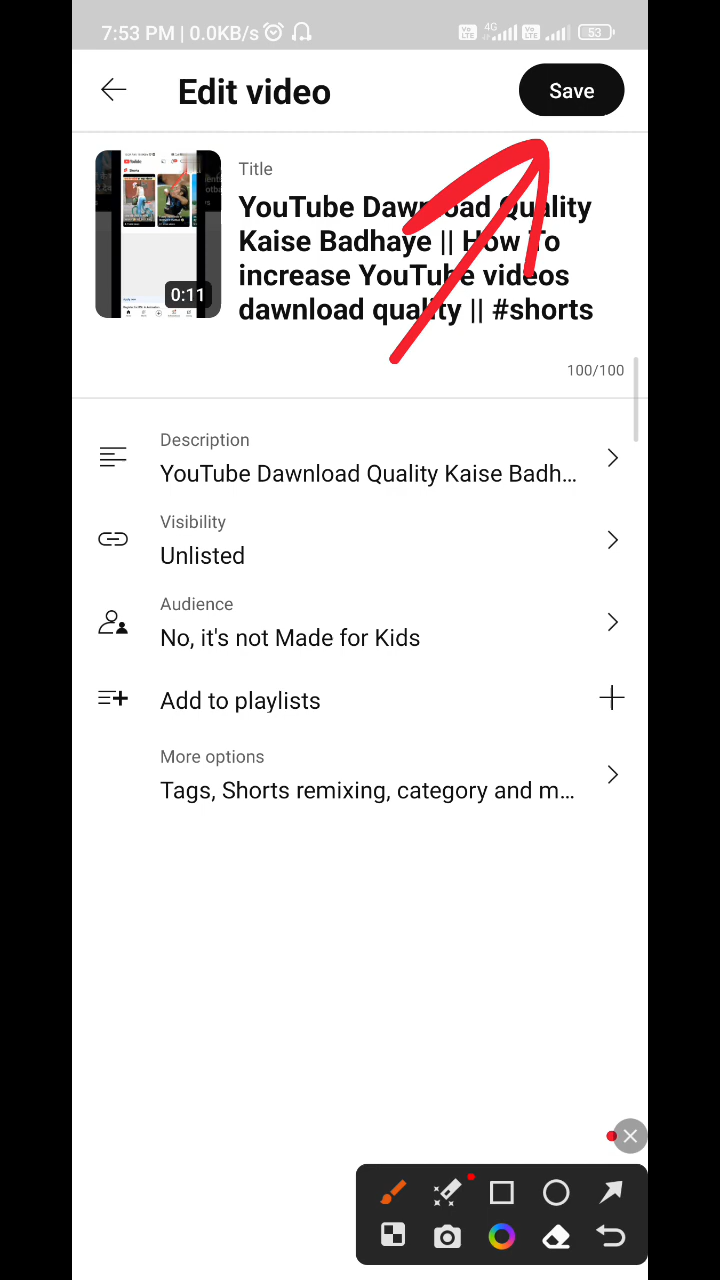 7:53 PM | 0.0KB/s
4G
53
Edit video
Save
Title
YouTube Dawnload Quality
Kaise Badhaye || How To
increase YouTube videos
dawnload quality || #shorts
0:11
100/100
Description
YouTube Dawnload Quality Kaise Badh...
Visibility
Unlisted
Audience
No, it's not Made for Kids
Add to playlists
More options
Tags, Shorts remixing, category and m...